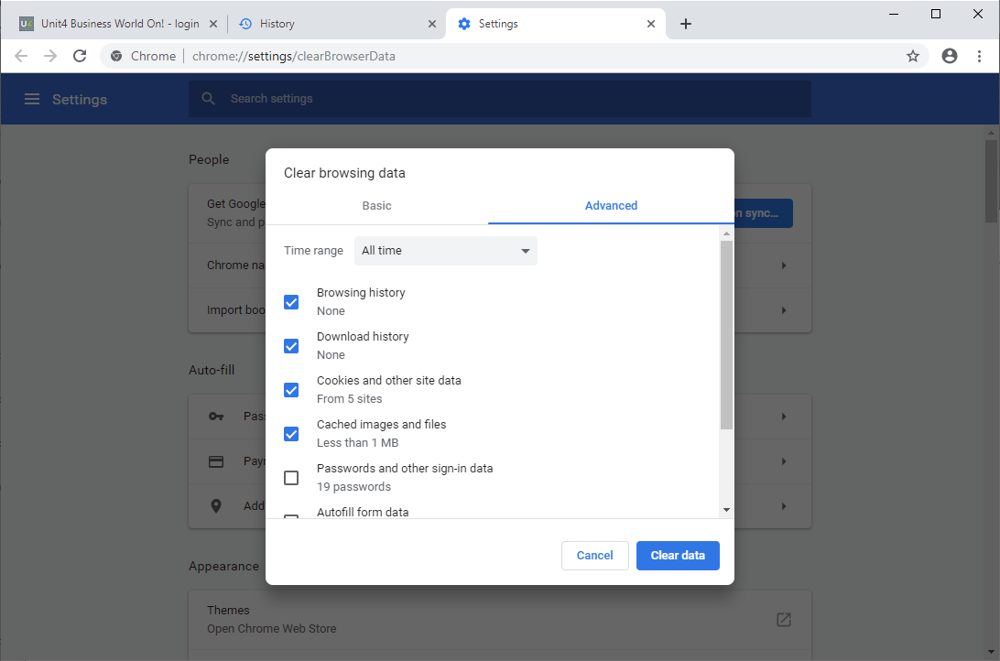 U4 Unit4 Business World On! - login
History
Settings
Chrome
chrome://settings/clearBrowserData
Settings
Search settings
People
Get Google
Sync and p
on sync...
Chrome na
Import boo
Auto-fill
Pass
Payn
Add
Appearance
Themes
Open Chrome Web Store
Clear browsing data
Basic
Advanced
Time range
All time
Browsing history
None
Download history
None
Cookies and other site data
From 5 sites
Cached images and files
Less than 1 MB
Passwords and other sign-in data
19 passwords
Autofill form data
Cancel
Clear data